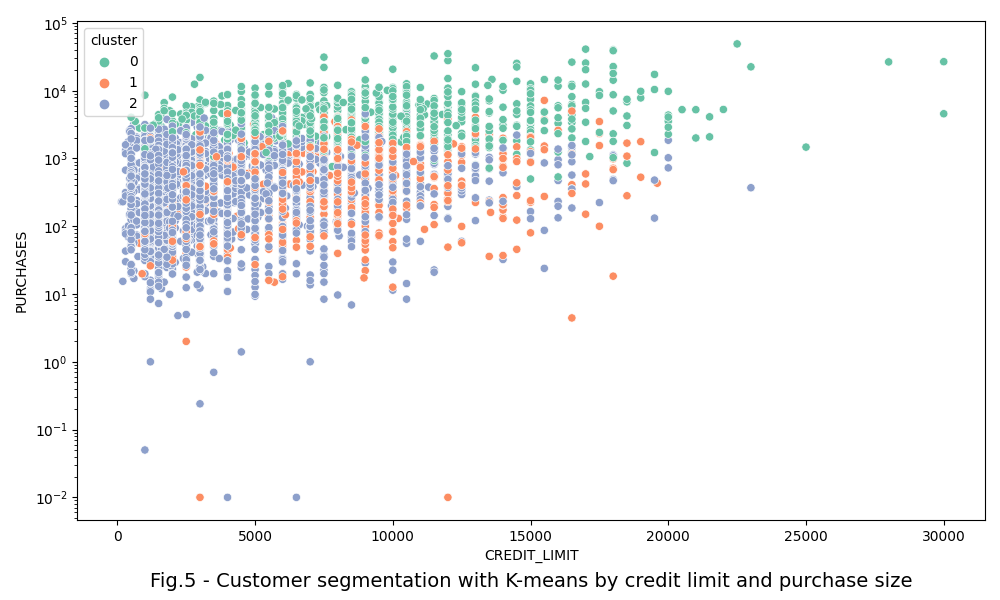 cluster
0
1
2
10^5
10^4
10^3
10^2
10^1
10^0
10^-1
10^-2
PURCHASES
0 5000 10000 15000 20000 25000 30000
CREDIT_LIMIT
Fig.5 - Customer segmentation with K-means by credit limit and purchase size